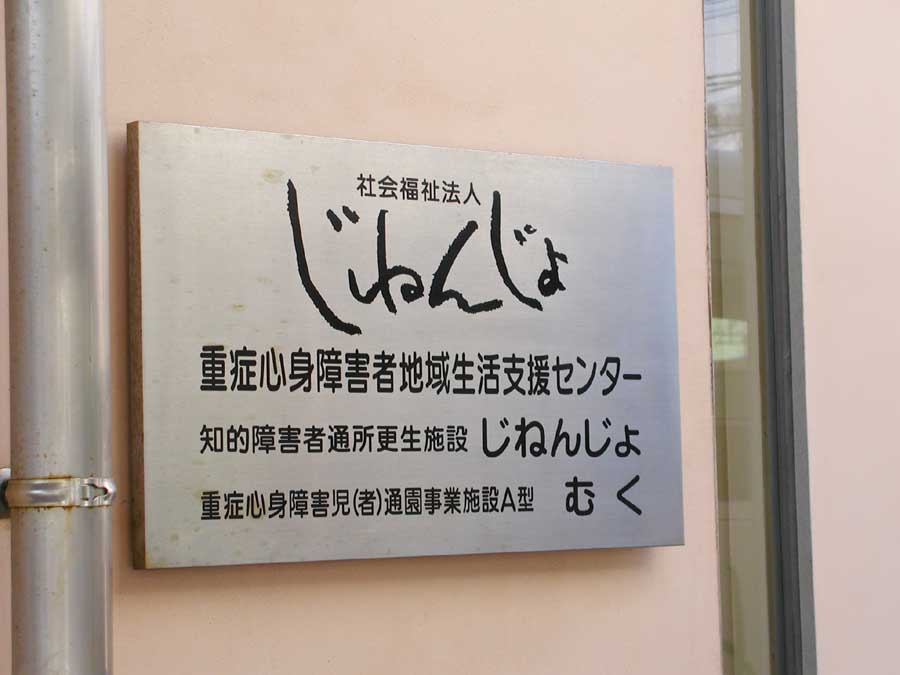 社会福祉法人
じねんじょ
重症心身障害者地域生活支援センター
知的障害者通所更生施設 じねんじょ
重症心身障害児(者)通園事業施設A型 むく